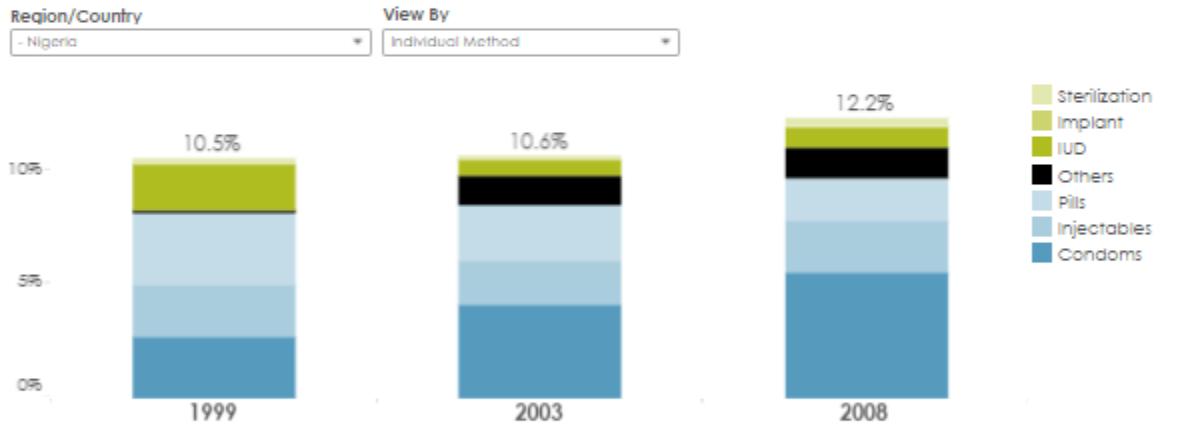 Region/Country
View By
- Nigeria
Individual Method
12.2%
10.5%
10.6%
10%
5%
0%
Sterilization
Implant
IUD
Others
Pills
Injectables
Condoms
1999
2003
2008